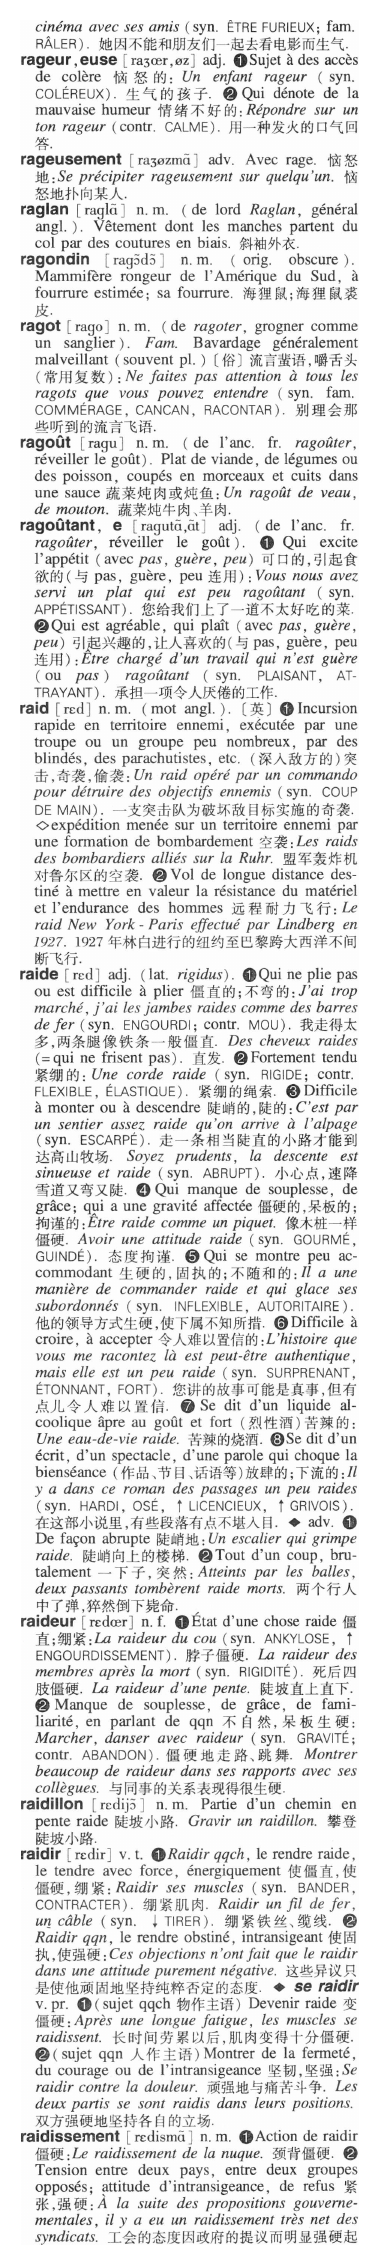 cinéma avec ses amis (syn. ÊTRE FURIEUX; fam.
RÂLER). 她因不能和朋友们一起去看电影而生气.
rageur, euse [raʒœr,øz] adj. ❶Sujet à des accès
de colère 恼怒的: Un enfant rageur (syn.
COLÉREUX). 生气的孩子. ❷Qui dénote de la
mauvaise humeur 情绪不好的: Répondre sur un
ton rageur (contr. CALME). 用一种发火的口气回
答.
rageusement [raʒøzmɑ̃] adv. Avec rage. 恼怒
地: Se précipiter rageusement sur quelqu'un. 恼
怒地扑向某人.
raglan [raglɑ̃] n.m. (de lord Raglan, général
angl.). Vêtement dont les manches partent du
col par des coutures en biais. 斜袖外衣.
ragondin [ragɔ̃dɔ̃] n.m. (orig. obscure).
Mammifère rongeur de l'Amérique du Sud, à
fourrure estimée; sa fourrure. 海狸鼠;海狸鼠裘
皮.
ragot [rago] n.m. (de ragoter, grogner comme
un sanglier). Fam. Bavardage généralement
malveillant (souvent pl.) 〔俗〕流言蜚语,嚼舌头
(常用复数): Ne faites pas attention à tous les
ragots que vous pouvez entendre (syn. fam.
COMMÉRAGE, CANCAN, RACONTAR). 别理会那
些听到的流言飞语.
ragoût [ragu] n.m. (de l'anc. fr. ragoûter,
réveiller le goût). Plat de viande, de légumes ou
des poisson, coupés en morceaux et cuits dans
une sauce 蔬菜炖肉或炖鱼: Un ragoût de veau,
de mouton. 蔬菜炖牛肉、羊肉.
ragoûtant, e [ragutɑ̃,ɑ̃t] adj. (de l'anc. fr.
ragoûter, réveiller le goût). ❶ Qui excite
l'appétit (avec pas, guère, peu) 可口的,引起食
欲的(与 pas, guère, peu 连用): Vous nous avez
servi un plat qui est peu ragoûtant (syn.
APPÉTISSANT). 您给我们上了一道不太好吃的菜.
❷Qui est agréable, qui plaît (avec pas, guère,
peu) 引起兴趣的,让人喜欢的(与 pas, guère, peu
连用): Être chargé d'un travail qui n'est guère
(ou pas) ragoûtant (syn. PLAISANT, AT-
TRAYANT). 承担一项令人厌倦的工作.
raid [rɛd] n.m. (mot angl.). [英] ❶Incursion
rapide en territoire ennemi, exécutée par une
troupe ou un groupe peu nombreux, par des
blindés, des parachutistes, etc. (深入敌方的)突
击,奇袭,偷袭: Un raid opéré par un commando
pour détruire des objectifs ennemis (syn. COUP
DE MAIN). 一支突击队为破坏敌目标实施的奇袭.
◇expédition menée sur un territoire ennemi par
une formation de bombardement 空袭: Les raids
des bombardiers alliés sur la Ruhr. 盟军轰炸机
对鲁尔区的空袭. ❷Vol de longue distance des-
tiné à mettre en valeur la résistance du matériel
et l'endurance des hommes 远程耐力飞行: Le
raid New York-Paris effectué par Lindberg en
1927. 1927 年林白进行的纽约至巴黎跨大西洋不间
断飞行.
raide [rɛd] adj. (lat. rigidus). ❶Qui ne plie pas
ou est difficile à plier 僵直的;不弯的: J'ai trop
marché, j'ai les jambes raides comme des barres
de fer (syn. ENGOURDI; contr. MOU). 我走得太
多,两条腿像铁条一般僵直. Des cheveux raides
(=qui ne frisent pas). 直发. ❷Fortement tendu
紧绷的: Une corde raide (syn. RIGIDE; contr.
FLEXIBLE, ÉLASTIQUE). 紧绷的绳索. ❸Difficile
à monter ou à descendre 陡峭的,陡的: C'est par
un sentier assez raide qu'on arrive à l'alpage
(syn. ESCARPÉ). 走一条相当陡直的小路才能到
达高山牧场. Soyez prudents, la descente est
sinueuse et raide (syn. ABRUPT). 小心点,速降
雪道又弯又陡. ❹Qui manque de souplesse, de
grâce; qui a une gravité affectée 僵硬的,呆板的;
拘谨的: Être raide comme un piquet. 像木桩一样
僵硬. Avoir une attitude raide (syn. GOURMÉ,
GUINDÉ). 态度拘谨. ❺Qui se montre peu ac-
commodant 生硬的,固执的;不随和的: Il a une
manière de commander raide et qui glace ses
subordonnés (syn. INFLEXIBLE, AUTORITAIRE).
他的领导方式生硬,使下属不知所措. ❻Difficile à
croire, à accepter 令人难以置信的: L'histoire que
vous me racontez là est peut-être authentique,
mais elle est un peu raide (syn. SURPRENANT,
ÉTONNANT, FORT). 您讲的故事可能是真事,但有
点儿令人难以置信. ❼Se dit d'un liquide al-
coolique âpre au goût et fort (烈性酒)苦辣的:
Une eau-de-vie raide. 苦辣的烧酒. ❽Se dit d'un
écrit, d'un spectacle, d'une parole qui choque la
bienséance (作品、节目、话语等)放肆的;下流的: Il
y a dans ce roman des passages un peu raides
(syn. HARDI, OSÉ, ↑ LICENCIEUX, ↑ GRIVOIS).
在这部小说里,有些段落有点不堪入目. ◆ adv. ❶
De façon abrupte 陡峭地: Un escalier qui grimpe
raide. 陡峭向上的楼梯. ❷Tout d'un coup, bru-
talement 一下子,突然: Atteints par les balles,
deux passants tombèrent raide morts. 两个行人
中了弹,猝然倒下毙命.
raideur [rɛdœr] n.f. ❶État d'une chose raide 僵
直;绷紧: La raideur du cou (syn. ANKYLOSE, ↑
ENGOURDISSEMENT). 脖子僵硬. La raideur des
membres après la mort (syn. RIGIDITÉ). 死后四
肢僵硬. La raideur d'une pente. 陡坡直上直下.
❷ Manque de souplesse, de grâce, de fami-
liarité, en parlant de qqn 不自然,呆板生硬:
Marcher, danser avec raideur (syn. GRAVITÉ;
contr. ABANDON). 僵硬地走路、跳舞. Montrer
beaucoup de raideur dans ses rapports avec ses
collègues. 与同事的关系表现得很生硬.
raidillon [rɛdijɔ̃] n.m. Partie d'un chemin en
pente raide 陡坡小路. Gravir un raidillon. 攀登
陡坡小路.
raidir [rɛdir] v.t. ❶Raidir qqch, le rendre raide,
le tendre avec force, énergiquement 使僵直,使
僵硬,绷紧: Raidir ses muscles (syn. BANDER,
CONTRACTER). 绷紧肌肉. Raidir un fil de fer,
un câble (syn. ↓ TIRER). 绷紧铁丝、缆线. ❷
Raidir qqn, le rendre obstiné, intransigeant 使固
执,使强硬: Ces objections n'ont fait que le raidir
dans une attitude purement négative. 这些异议只
是使他顽固地坚持纯粹否定的态度. ◆ se raidir
v.pr. ❶(sujet qqch 物作主语) Devenir raide 变
僵硬: Après une longue fatigue, les muscles se
raidissent. 长时间劳累以后,肌肉变得十分僵硬.
❷(sujet qqn 人作主语) Montrer de la fermeté,
du courage ou de l'intransigeance 坚韧,坚强: Se
raidir contre la douleur. 顽强地与痛苦斗争. Les
deux partis se sont raidis dans leurs positions.
双方强硬地坚持各自的立场.
raidissement [rɛdismɑ̃] n.m. ❶Action de raidir
僵硬: Le raidissement de la nuque. 颈背僵硬. ❷
Tension entre deux pays, entre deux groupes
opposés; attitude d'intransigeance, de refus 紧
张,强硬: À la suite des propositions gouverne-
mentales, il y a eu un raidissement très net des
syndicats. 工会的态度因政府的提议而明显强硬起